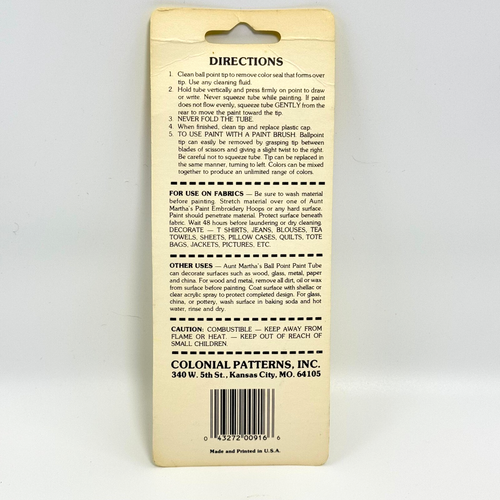 DIRECTIONS
1. Clean ball point tip to remove color seal that forms over
tip. Use any cleaning fluid.
2. Hold tube vertically and press firmly on point to draw
or write. Never squeeze tube while painting. If paint
does not flow evenly, squeeze tube GENTLY from the
rear to move the paint toward the tip.
3. NEVER FOLD THE TUBE.
4. When finished, clean tip and replace plastic cap.
5. TO USE PAINT WITH A PAINT BRUSH. Ballpoint
tip can easily be removed by grasping tip between
blades of scissors and giving a slight twist to the right.
Be careful not to squeeze tube. Tip can be replaced in
the same manner, turning to left. Colors can be mixed
together to produce an unlimited range of colors.
FOR USE ON FABRICS — Be sure to wash material
before painting. Stretch material over one of Aunt
Martha's Paint Embroidery Hoops or any hard surface.
Paint should penetrate material. Protect surface beneath
fabric. Wait 48 hours before laundering or dry cleaning.
DECORATE — T SHIRTS, JEANS, BLOUSES, TEA
TOWELS, SHEETS, PILLOW CASES, QUILTS, TOTE
BAGS, JACKETS, PICTURES, ETC.
OTHER USES — Aunt Martha's Ball Point Paint Tube
can decorate surfaces such as wood, glass, metal, paper
and china. For wood and metal, remove all dirt, oil or wax
from surface before painting. Coat surface with shellac or
clear acrylic spray to protect completed design. For glass,
china, or pottery, wash surface in baking soda and hot
water, rinse and dry.
CAUTION: COMBUSTIBLE — KEEP AWAY FROM
FLAME OR HEAT. — KEEP OUT OF REACH OF
SMALL CHILDREN.
COLONIAL PATTERNS, INC.
340 W. 5th St., Kansas City, MO. 64105
0 43272 00916 6
Made and Printed in U.S.A.